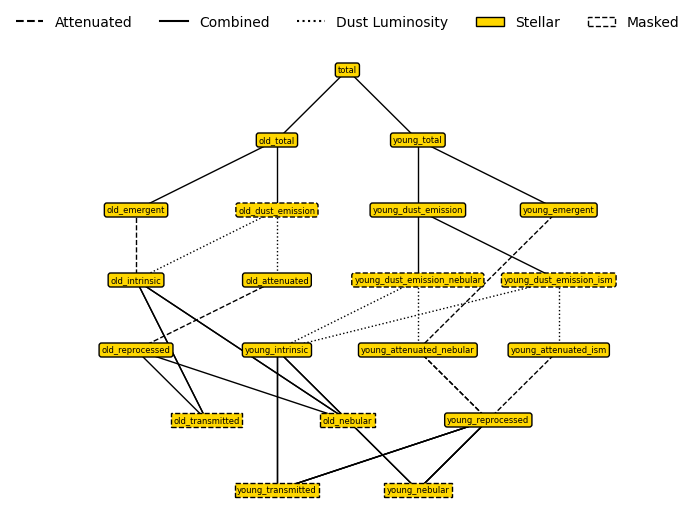 Attenuated Combined Dust Luminosity Stellar Masked
total
old_total young_total
old_emergent old_dust_emission young_dust_emission young_emergent
old_intrinsic old_attenuated young_dust_emission_nebular young_dust_emission_ism
old_reprocessed young_intrinsic young_attenuated_nebular young_attenuated_ism
old_transmitted old_nebular young_reprocessed
young_transmitted young_nebular